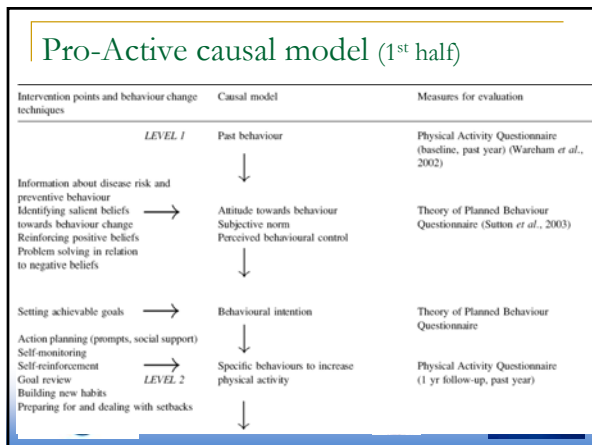 Pro-Active causal model (1st half)
Intervention points and behaviour change techniques
Causal model
Measures for evaluation
LEVEL 1
Past behaviour
Physical Activity Questionnaire
(baseline, past year) (Wareham et al.,
2002)
Information about disease risk and
preventive behaviour
Identifying salient beliefs
towards behaviour change
Reinforcing positive beliefs
Problem solving in relation
to negative beliefs
Attitude towards behaviour
Subjective norm
Perceived behavioural control
Theory of Planned Behaviour
Questionnaire (Sutton et al., 2003)
Setting achievable goals
Behavioural intention
Theory of Planned Behaviour
Questionnaire
Action planning (prompts, social support)
Self-monitoring
Self-reinforcement
Goal review
LEVEL 2
Building new habits
Preparing for and dealing with setbacks
Specific behaviours to increase
physical activity
Physical Activity Questionnaire
(1 yr follow-up, past year)